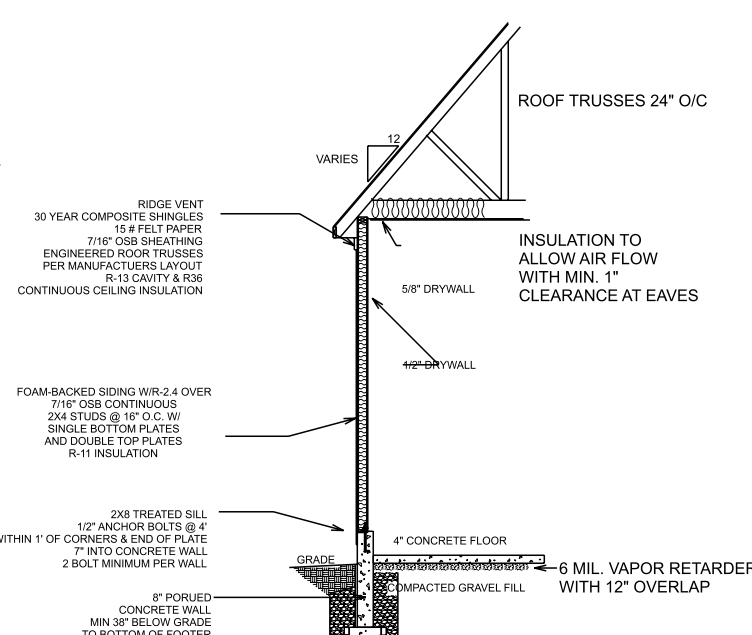 ROOF TRUSSES 24" O/C
12
VARIES
RIDGE VENT
30 YEAR COMPOSITE SHINGLES
15 # FELT PAPER
7/16" OSB SHEATHING
ENGINEERED ROOR TRUSSES
PER MANUFACTUERS LAYOUT
R-13 CAVITY & R36
CONTINUOUS CEILING INSULATION
INSULATION TO
ALLOW AIR FLOW
WITH MIN. 1"
CLEARANCE AT EAVES
5/8" DRYWALL
1/2" DRYWALL
FOAM-BACKED SIDING W/R-2.4 OVER
7/16" OSB CONTINUOUS
2X4 STUDS @ 16" O.C. W/
SINGLE BOTTOM PLATES
AND DOUBLE TOP PLATES
R-11 INSULATION
2X8 TREATED SILL
1/2" ANCHOR BOLTS @ 4'
WITHIN 1' OF CORNERS & END OF PLATE
7" INTO CONCRETE WALL
2 BOLT MINIMUM PER WALL
4" CONCRETE FLOOR
GRADE
6 MIL. VAPOR RETARDER
WITH 12" OVERLAP
COMPACTED GRAVEL FILL
8" PORUED
CONCRETE WALL
MIN 38" BELOW GRADE
TO BOTTOM OF FOOTER